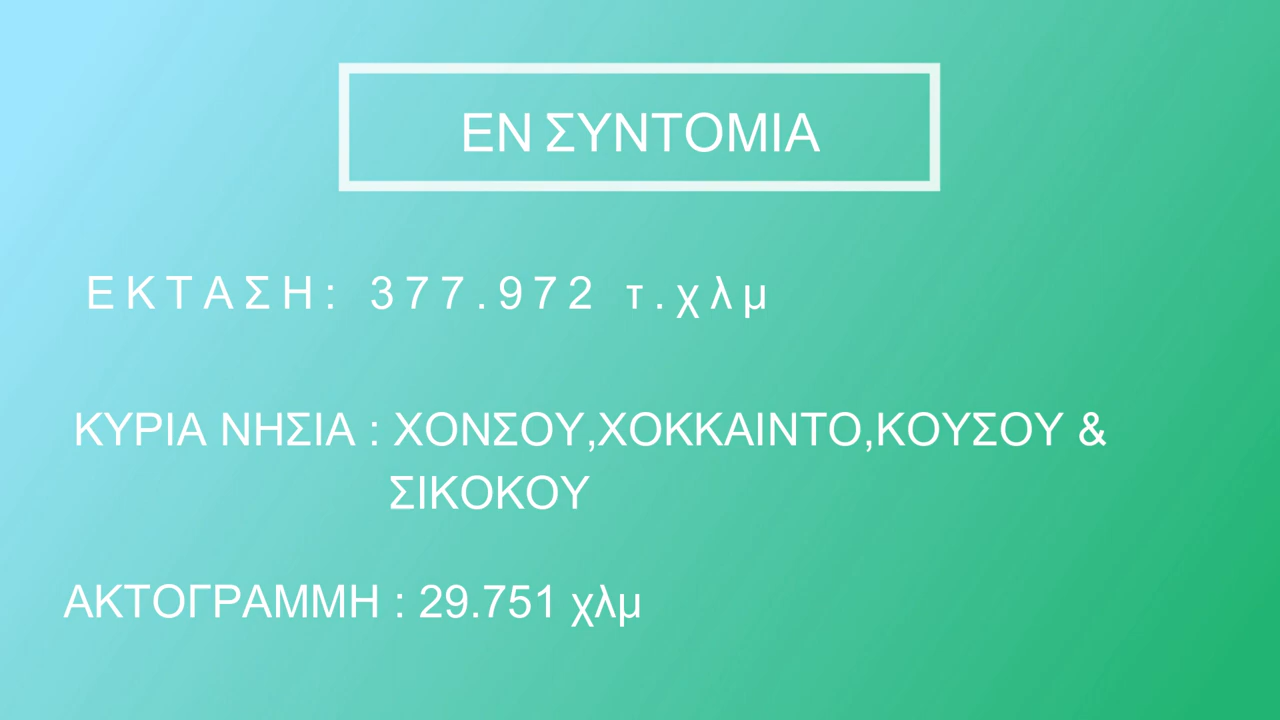 ΕΝ ΣΥΝΤΟΜΙΑ
ΕΚΤΑΣΗ: 377.972 τ.χλμ
ΚΥΡΙΑ ΝΗΣΙΑ : ΧΟΝΣΟΥ,ΧΟΚΚΑΙΝΤΟ,ΚΟΥΣΟΥ &
ΣΙΚΟΚΟΥ
ΑΚΤΟΓΡΑΜΜΗ : 29.751 χλμ